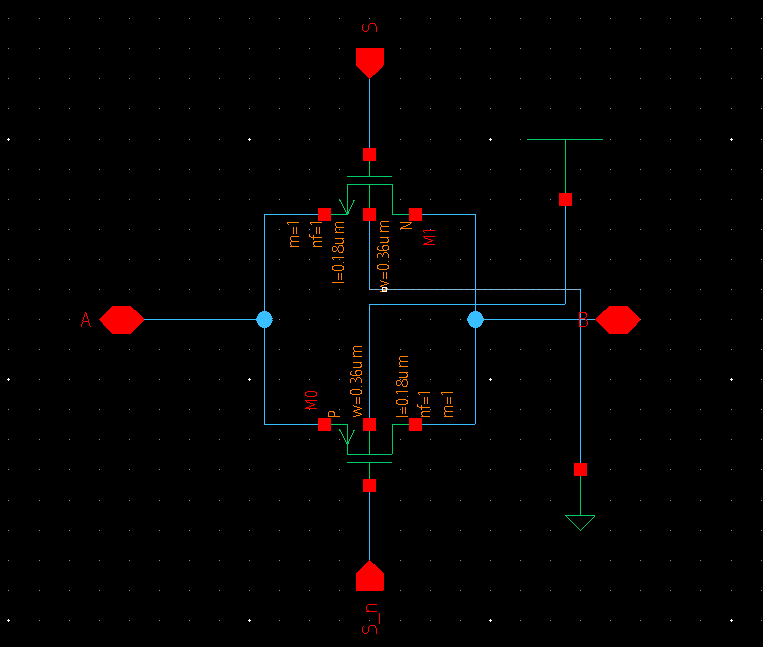 S
m=1
nf=1
l=0.18um
w=0.36um
N
M1
A
B
M0
P
w=0.36um
l=0.18um
nf=1
m=1
S_n